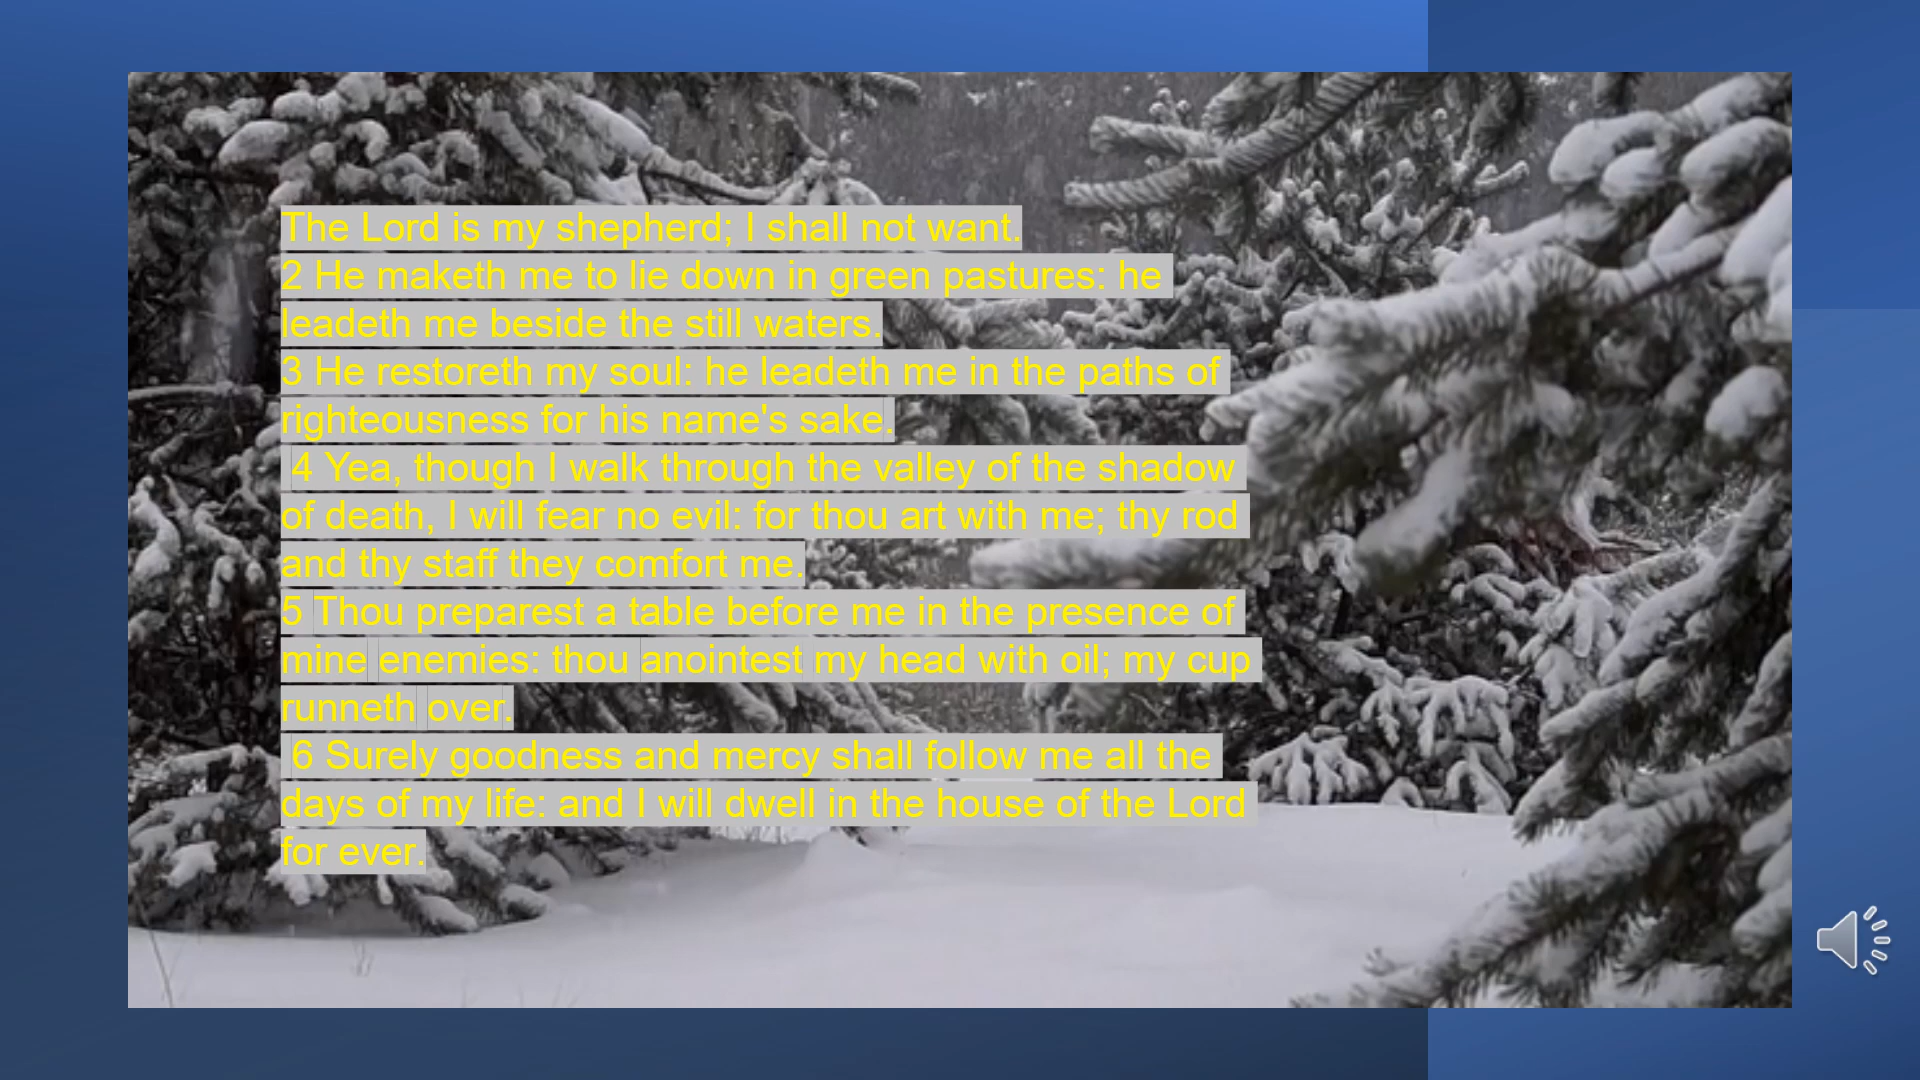 The Lord is my shepherd; I shall not want.
2 He maketh me to lie down in green pastures: he
leadeth me beside the still waters.
3 He restoreth my soul: he leadeth me in the paths of
righteousness for his name's sake.
4 Yea, though I walk through the valley of the shadow
of death, I will fear no evil: for thou art with me; thy rod
and thy staff they comfort me.
5 Thou preparest a table before me in the presence of
mine enemies: thou anointest my head with oil; my cup
runneth over.
6 Surely goodness and mercy shall follow me all the
days of my life: and I will dwell in the house of the Lord
for ever.